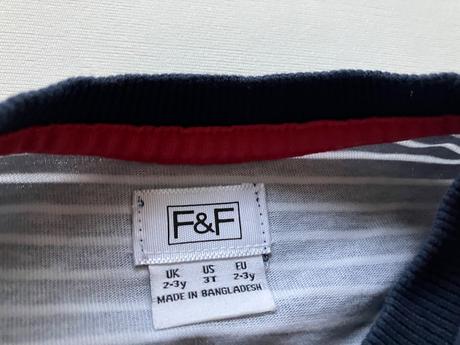 F&F
UK US EU
2-3y 3T 2-3y
MADE IN BANGLADESH